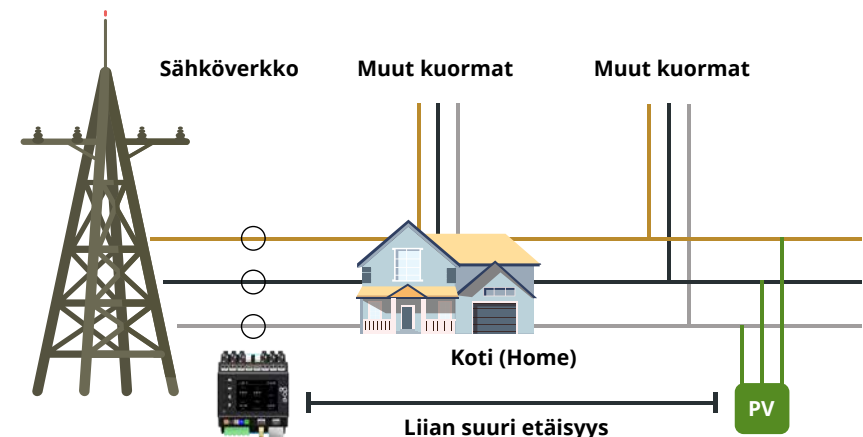 Sähköverkko
Muut kuormat
Muut kuormat
Koti (Home)
Liian suuri etäisyys
PV